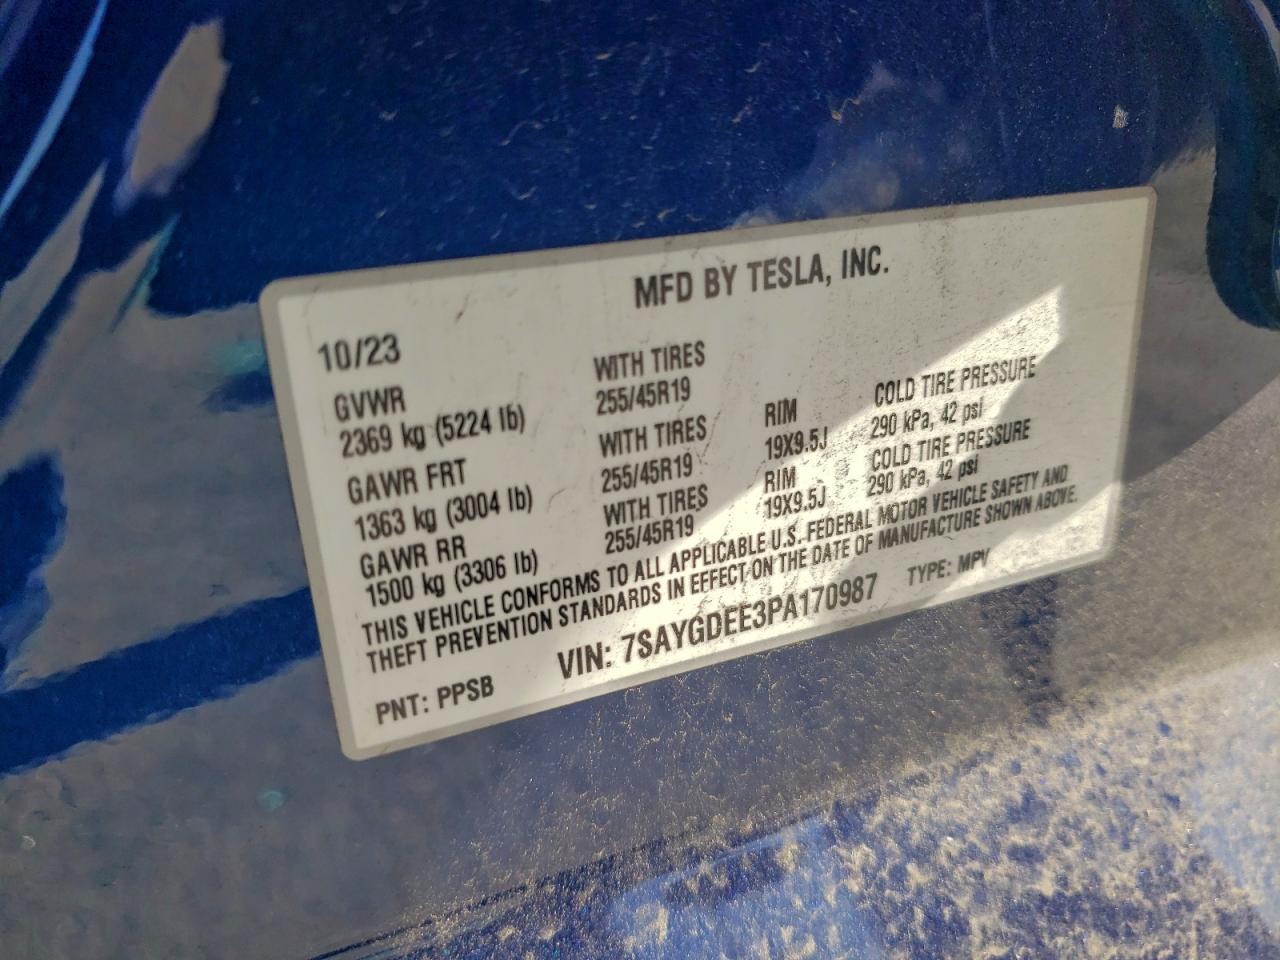 MFD BY TESLA, INC.
10/23
GVWR WITH TIRES
2369 kg (5224 lb) 255/45R19
GAWR FRT WITH TIRES RIM COLD TIRE PRESSURE
1363 kg (3004 lb) 255/45R19 19X9.5J 290 kPa, 42 psi
GAWR RR WITH TIRES RIM COLD TIRE PRESSURE
1500 kg (3306 lb) 255/45R19 19X9.5J 290 kPa, 42 psi
THIS VEHICLE CONFORMS TO ALL APPLICABLE U.S. FEDERAL MOTOR VEHICLE SAFETY AND
THEFT PREVENTION STANDARDS IN EFFECT ON THE DATE OF MANUFACTURE SHOWN ABOVE.
PNT: PPSB VIN: 7SAYGDEE3PA170987 TYPE: MPV